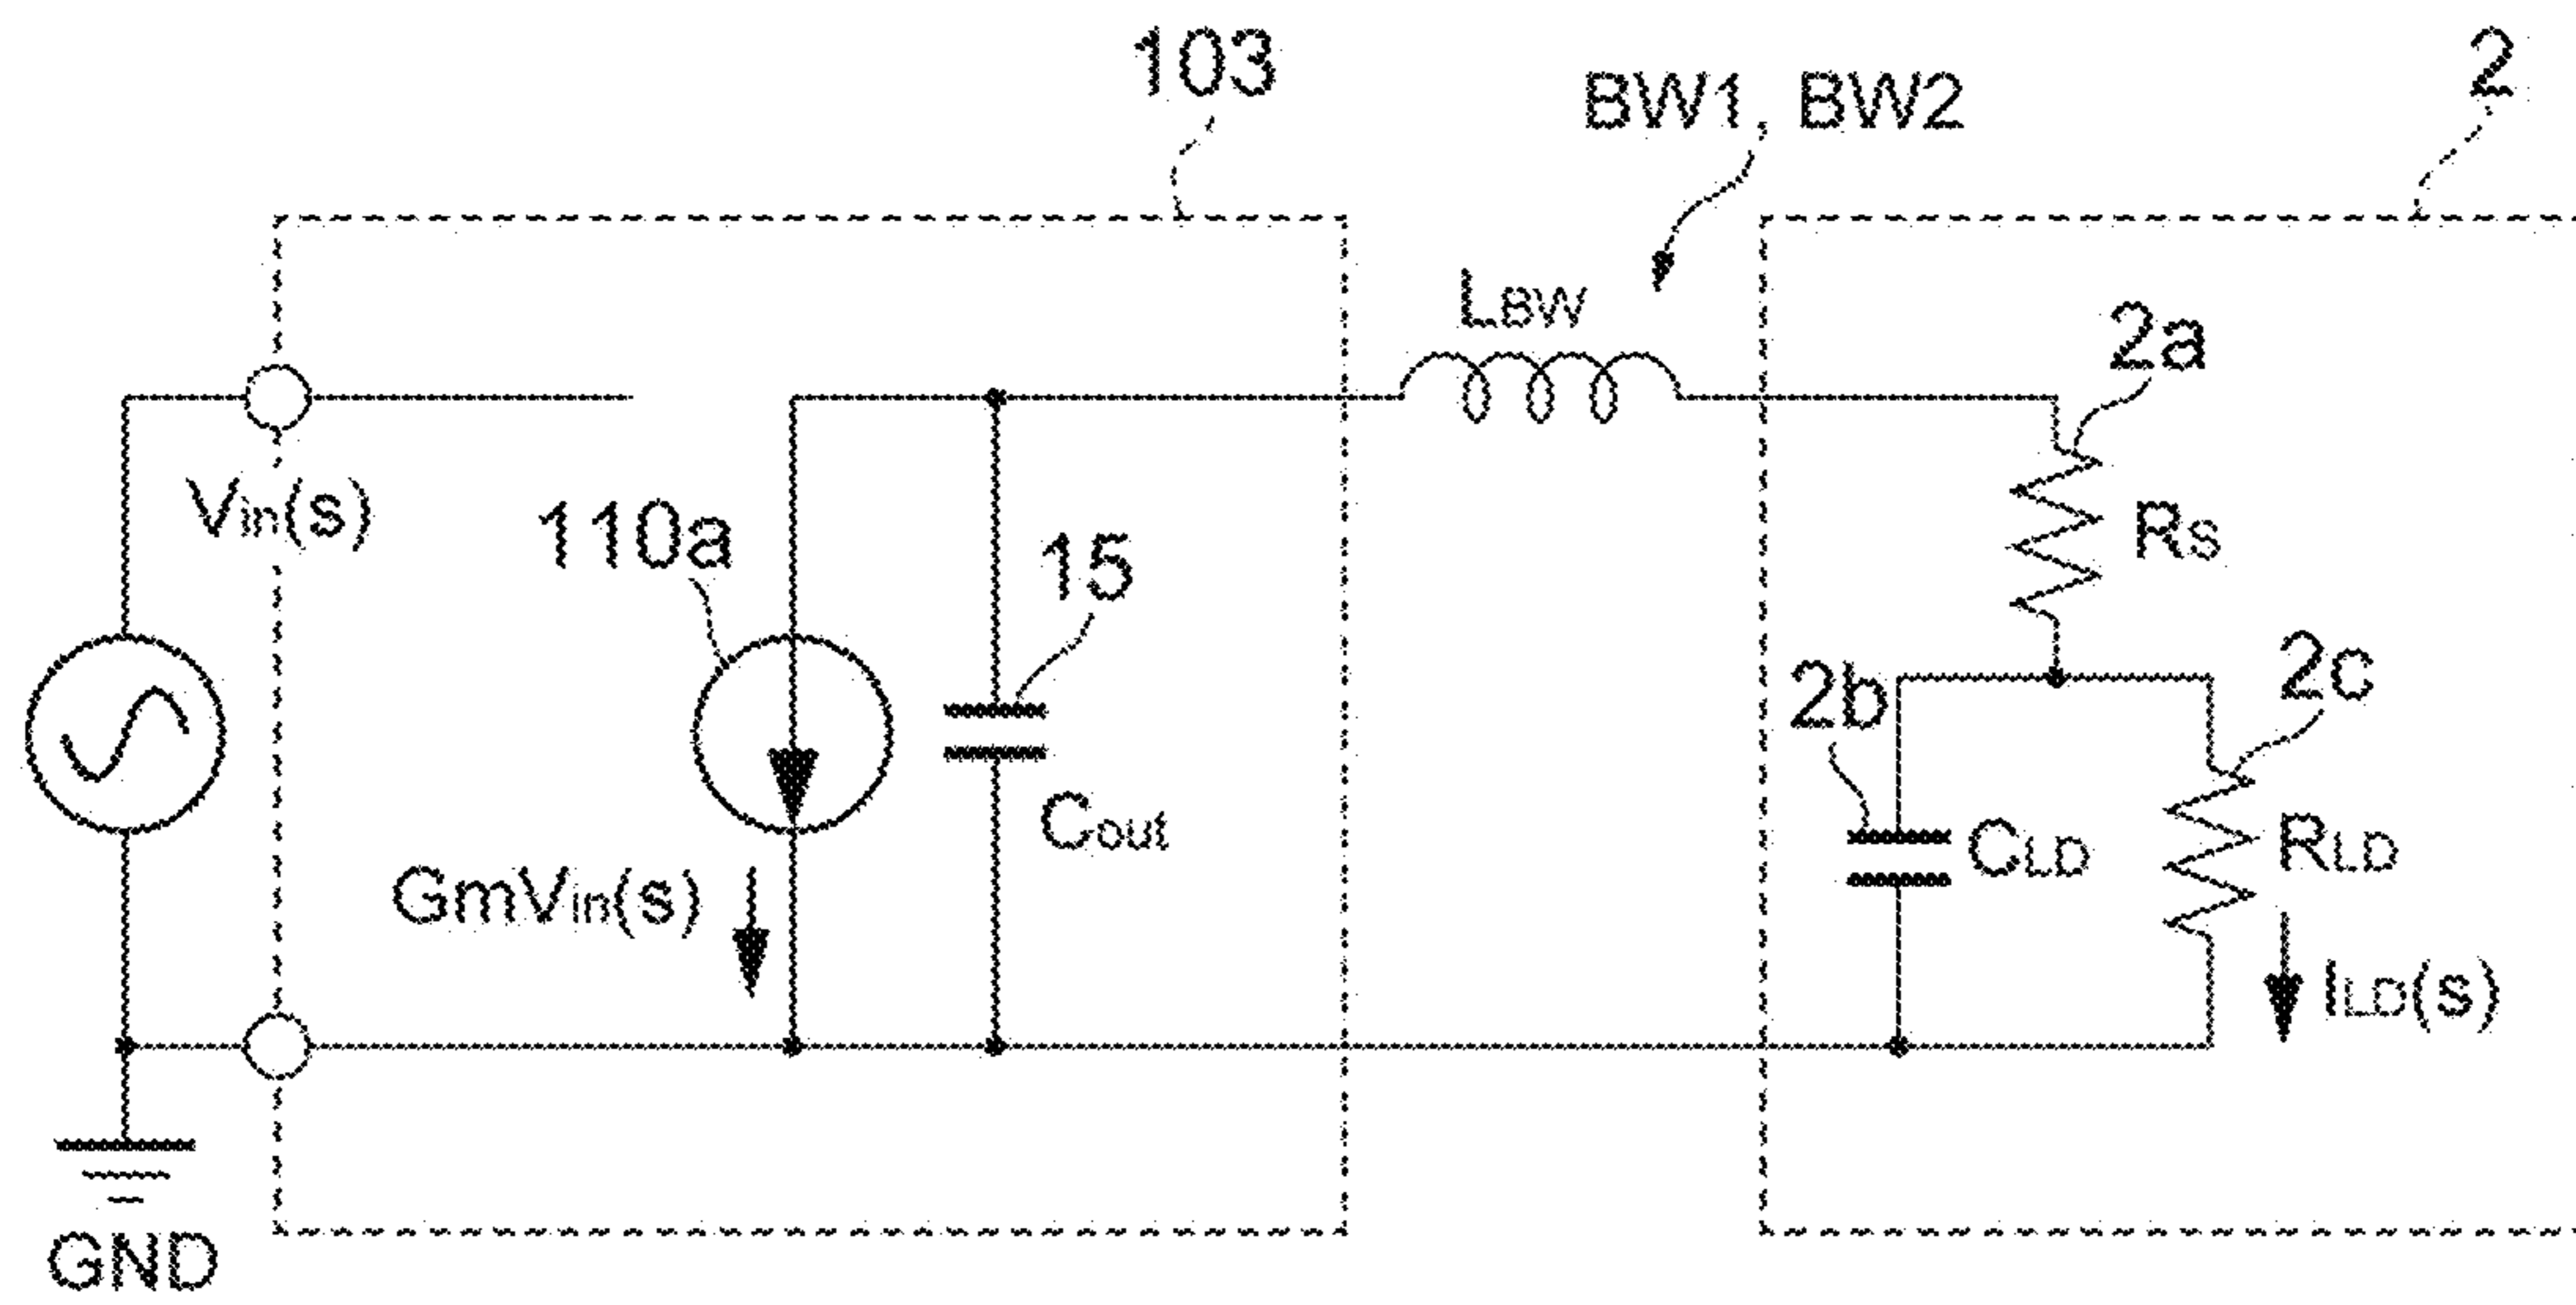 103
BW1, BW2
2
LBW
2a
Vin(s)
110a
15
Rs
2b
2c
Cout
CLD
RLD
GmVin(s)
ILD(s)
GND